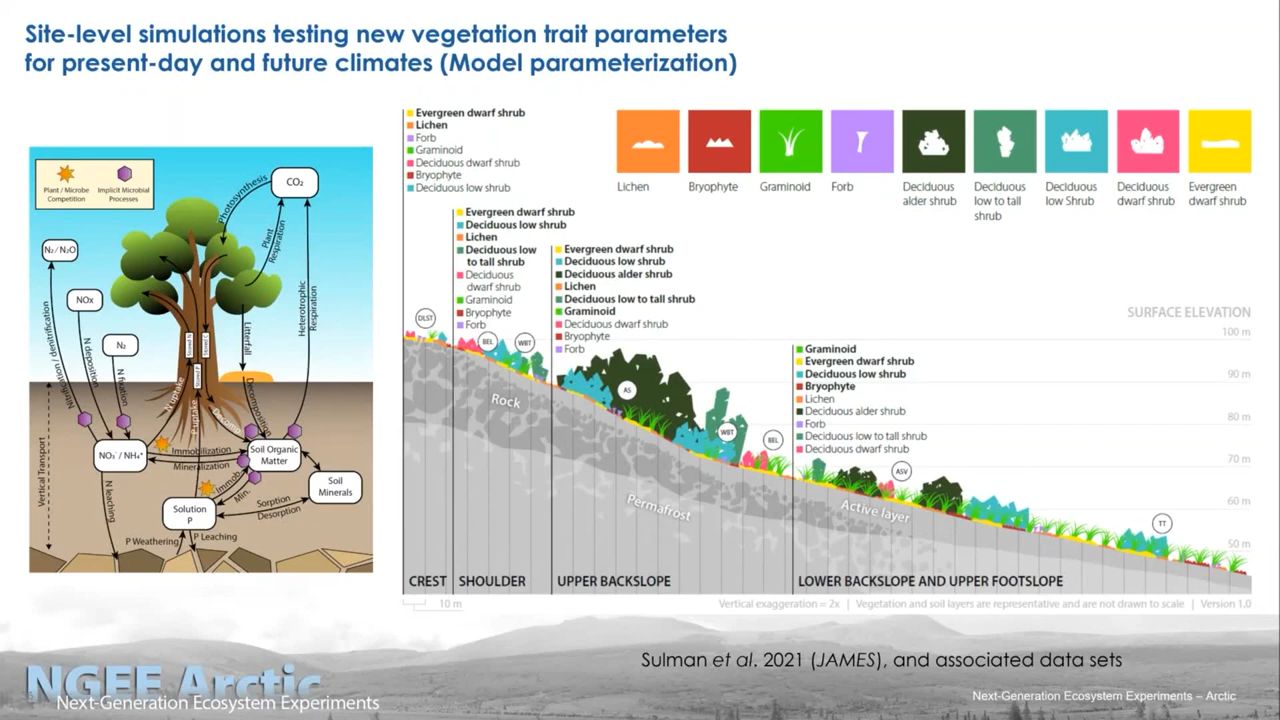 Site-level simulations testing new vegetation trait parameters
for present-day and future climates (Model parameterization)
Plant / Microbe
Competition
Implicit Microbial
Processes
CO₂
Photosynthesis
Plant
Respiration
Heterotrophic
Respiration
N₂/ N₂O
NOx
N₂
Nitrification / denitrification
N deposition
N fixation
Stored N
Stored C
Stored P
Litterfall
N uptake
P uptake
Decomp.
Decomposition
Vertical Transport
NO₃⁻/ NH₄⁺
Immobilization
Mineralization
Soil Organic
Matter
Soil
Minerals
Immob.
Min.
Solution
P
Sorption
Desorption
N leaching
P Weathering
P Leaching
Evergreen dwarf shrub
Lichen
Forb
Graminoid
Deciduous dwarf shrub
Bryophyte
Deciduous low shrub
Evergreen dwarf shrub
Deciduous low shrub
Lichen
Deciduous low
to tall shrub
Deciduous
dwarf shrub
Graminoid
Bryophyte
Forb
Evergreen dwarf shrub
Deciduous low shrub
Deciduous alder shrub
Lichen
Deciduous low to tall shrub
Graminoid
Deciduous dwarf shrub
Bryophyte
Forb
Graminoid
Evergreen dwarf shrub
Deciduous low shrub
Bryophyte
Lichen
Deciduous alder shrub
Forb
Deciduous low to tall shrub
Deciduous dwarf shrub
Lichen
Bryophyte
Graminoid
Forb
Deciduous
alder shrub
Deciduous
low to tall
shrub
Deciduous
low Shrub
Deciduous
dwarf shrub
Evergreen
dwarf shrub
SURFACE ELEVATION
100 m
90 m
80 m
70 m
60 m
50 m
DLST
BEL
WBT
AS
WBT
BEL
ASV
TT
Rock
Permafrost
Active layer
CREST
SHOULDER
UPPER BACKSLOPE
LOWER BACKSLOPE AND UPPER FOOTSLOPE
10 m
Vertical exaggeration = 2x | Vegetation and soil layers are representative and are not drawn to scale | Version 1.0
Sulman et al. 2021 (JAMES), and associated data sets
NGEE Arctic
Next-Generation Ecosystem Experiments
Next-Generation Ecosystem Experiments – Arctic